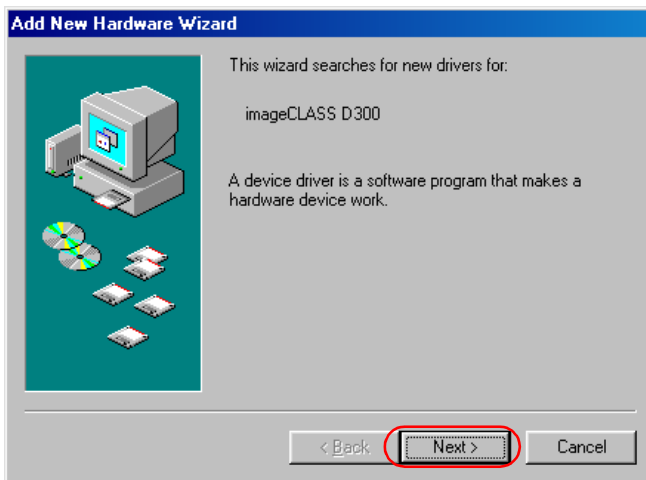 Add New Hardware Wizard
This wizard searches for new drivers for:
imageCLASS D300
A device driver is a software program that makes a
hardware device work.
< Back
Next >
Cancel